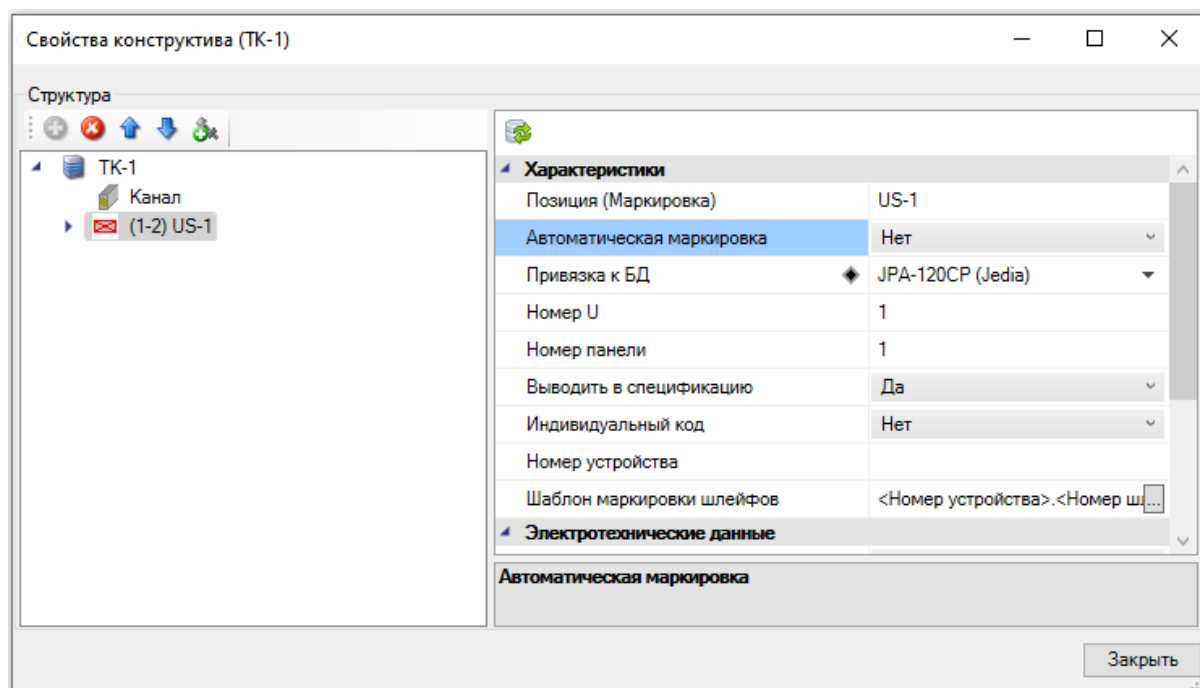 Свойства конструктива (ТК-1)
Структура
ТК-1
Канал
(1-2) US-1
Характеристики
Позиция (Маркировка) US-1
Автоматическая маркировка Нет
Привязка к БД JPA-120CP (Jedia)
Номер U 1
Номер панели 1
Выводить в спецификацию Да
Индивидуальный код Нет
Номер устройства
Шаблон маркировки шлейфов <Номер устройства>.<Номер ш ...
Электротехнические данные
Автоматическая маркировка
Закрыть